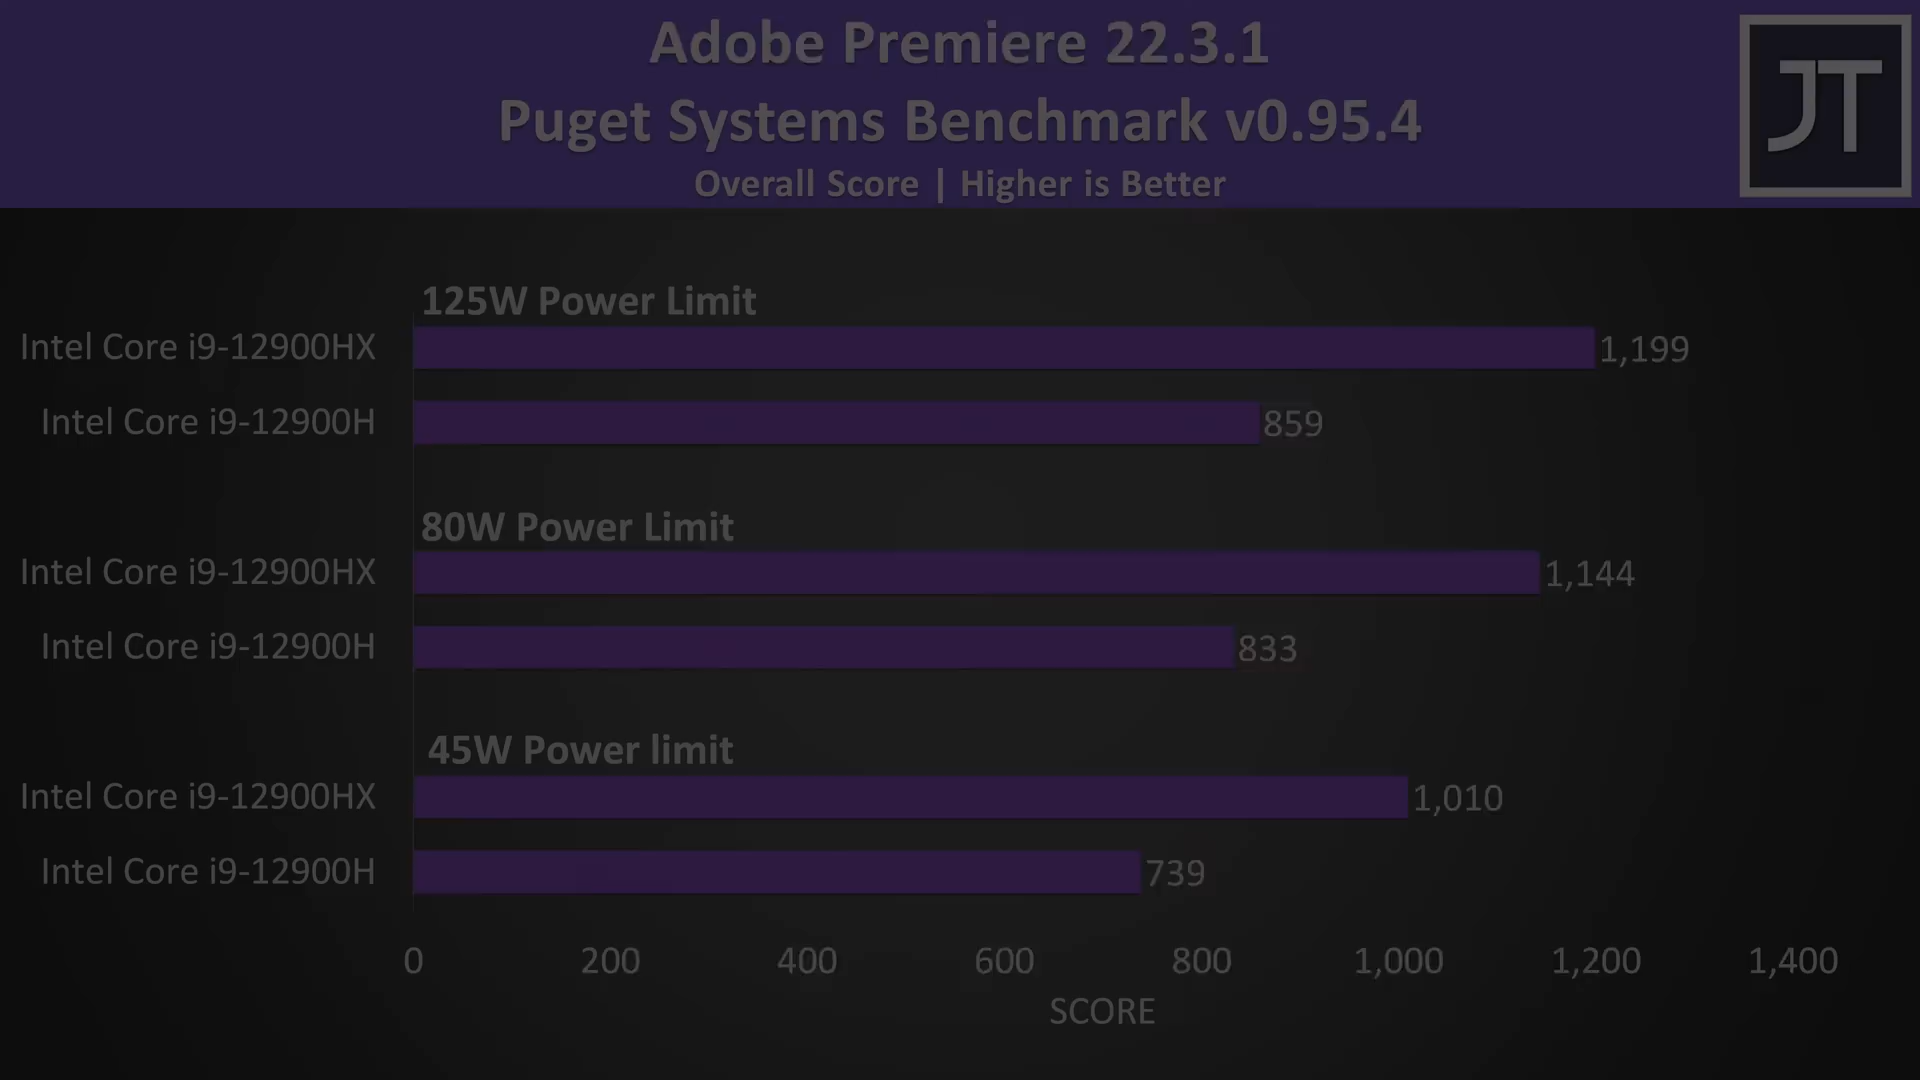 Adobe Premiere 22.3.1
Puget Systems Benchmark v0.95.4
Overall Score | Higher is Better
JT
125W Power Limit
Intel Core i9-12900HX 1,199
Intel Core i9-12900H 859
80W Power Limit
Intel Core i9-12900HX 1,144
Intel Core i9-12900H 833
45W Power limit
Intel Core i9-12900HX 1,010
Intel Core i9-12900H 739
0 200 400 600 800 1,000 1,200 1,400
SCORE